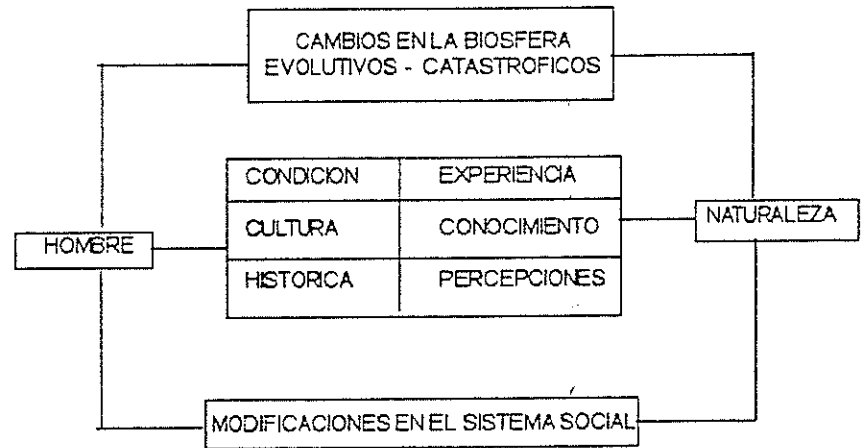 CAMBIOS EN LA BIOSFERA
EVOLUTIVOS - CATASTROFICOS
CONDICION EXPERIENCIA
CULTURA CONOCIMIENTO
HISTORICA PERCEPCIONES
HOMBRE
NATURALEZA
MODIFICACIONES EN EL SISTEMA SOCIAL